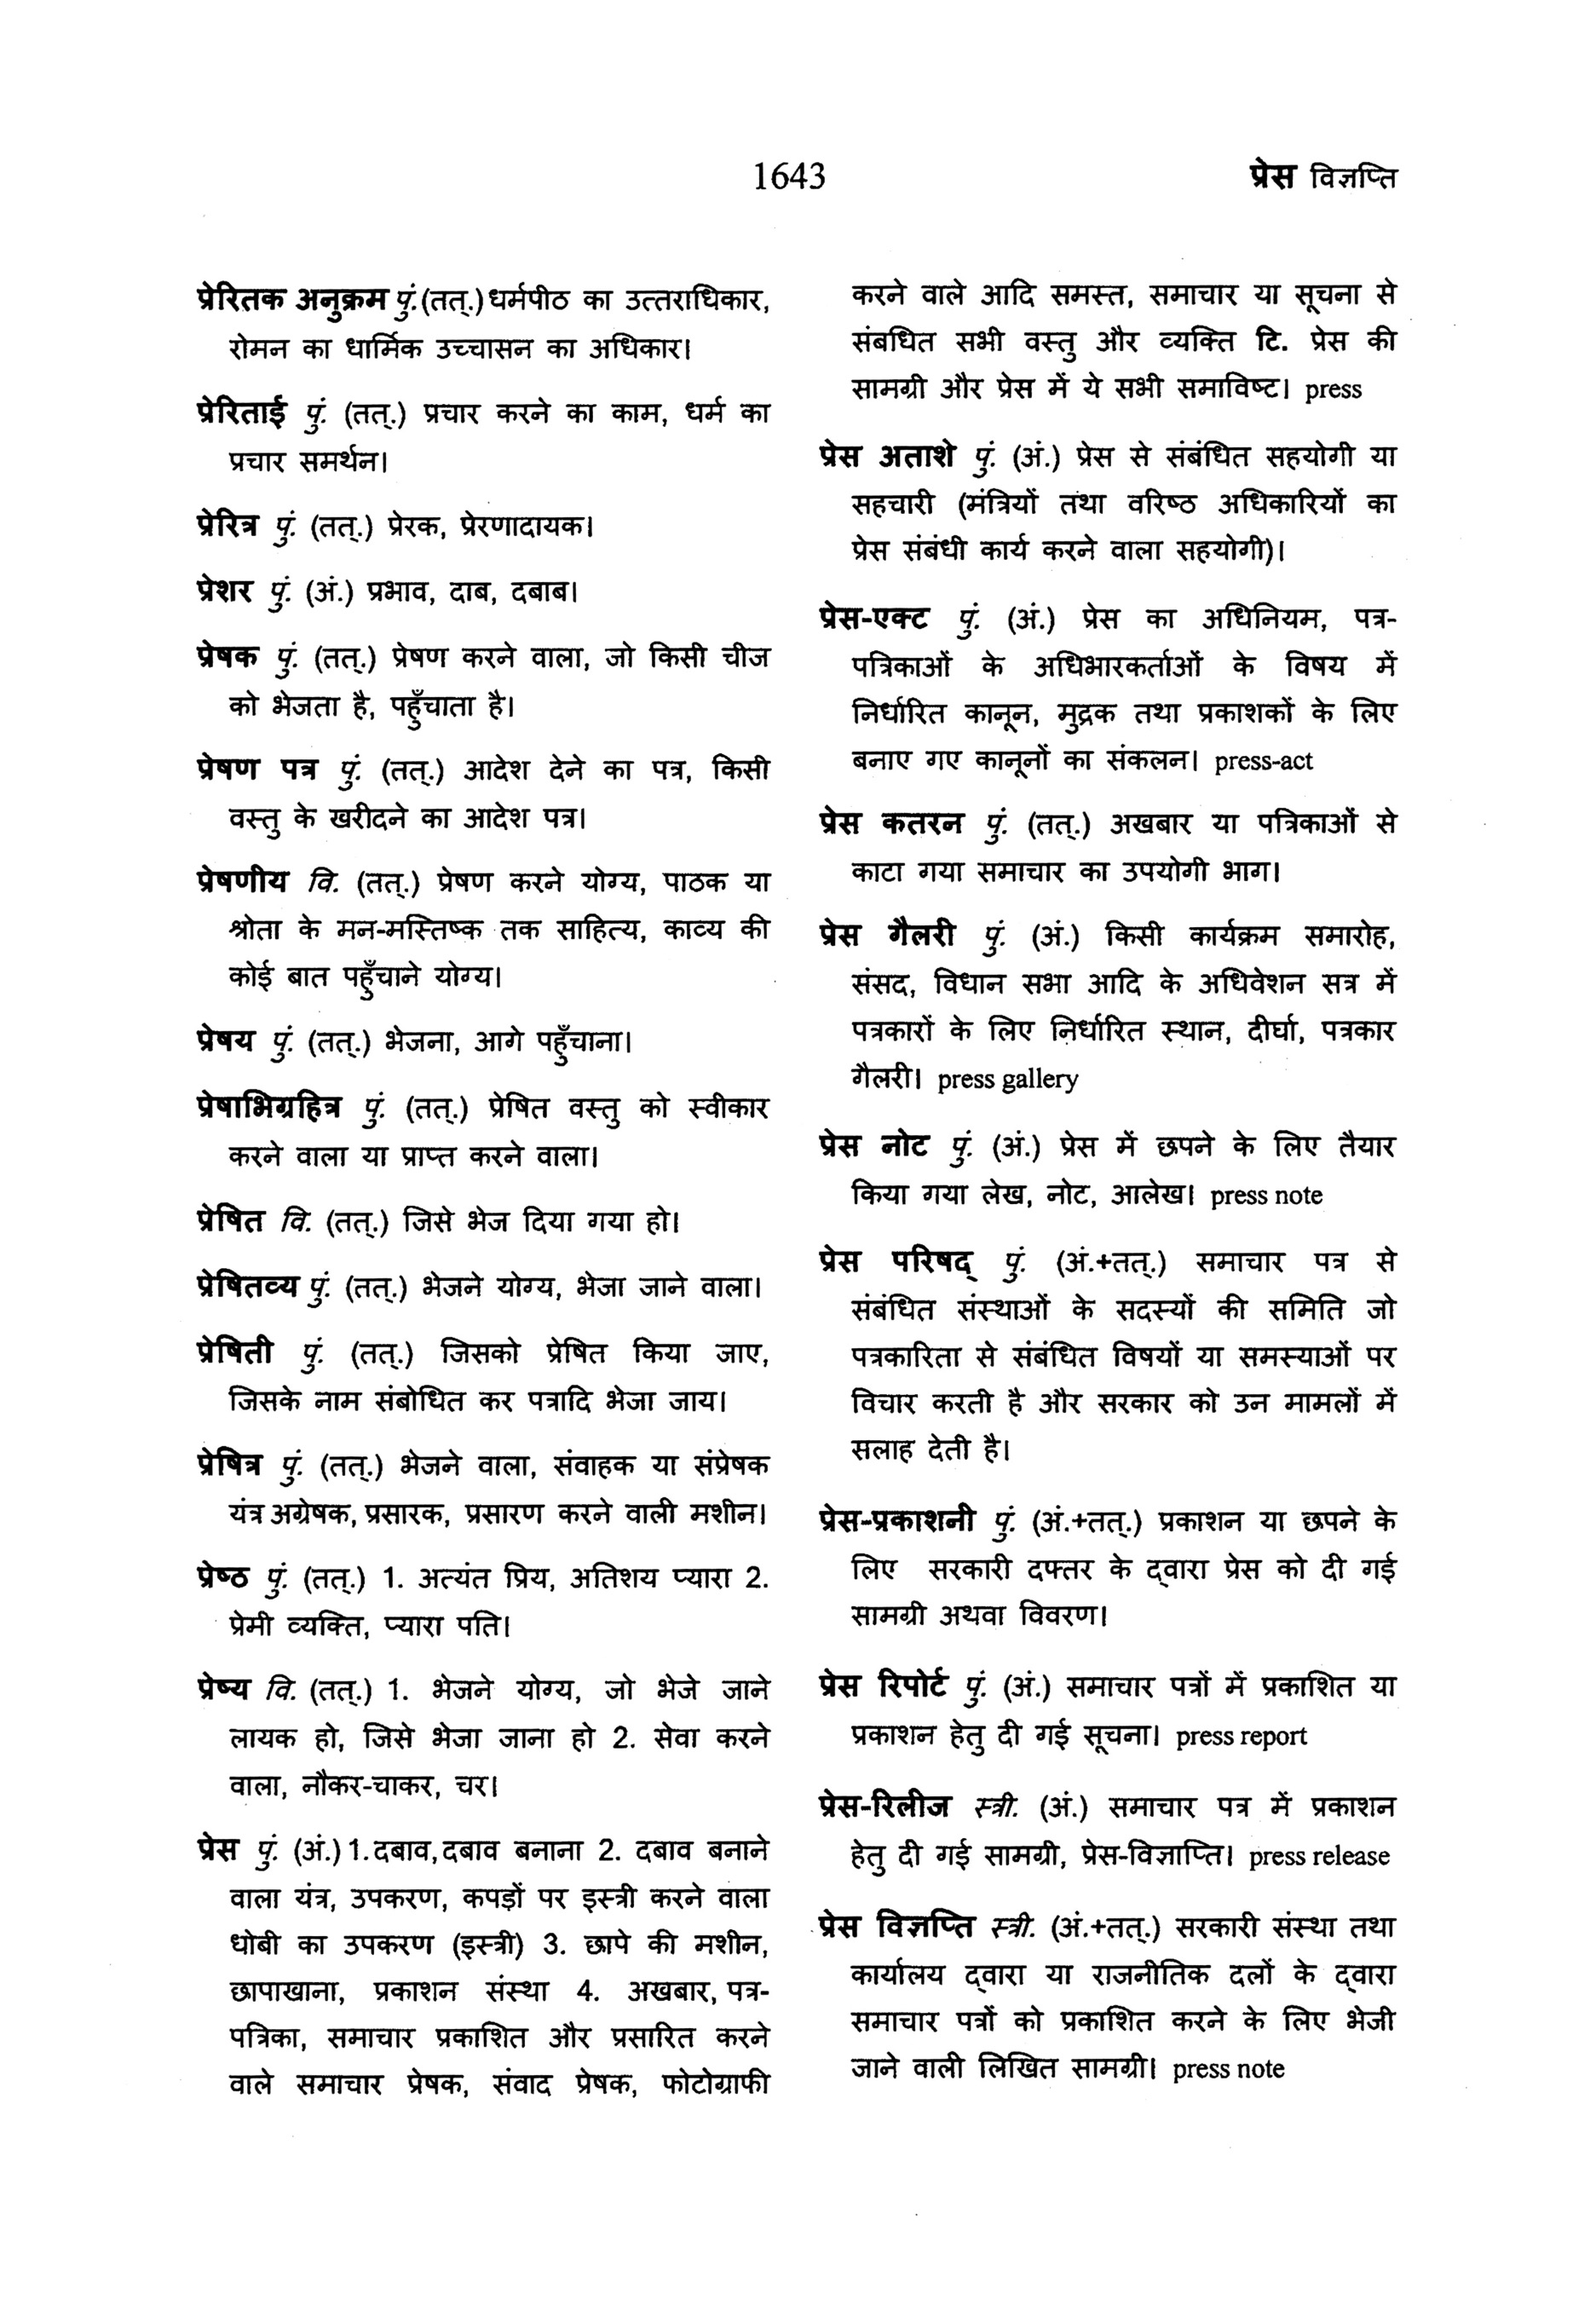 1643
प्रेस विज्ञप्ति
प्रेरितक अनुक्रम पुं.(तत्.)धर्मपीठ का उत्तराधिकार,
रोमन का धार्मिक उच्चासन का अधिकार।
प्रेरिताई पुं. (तत्.) प्रचार करने का काम, धर्म का
प्रचार समर्थन।
प्रेरित्र पुं. (तत्.) प्रेरक, प्रेरणादायक।
प्रेशर पुं. (अं.) प्रभाव, दाब, दबाब।
प्रेषक पुं. (तत्.) प्रेषण करने वाला, जो किसी चीज
को भेजता है, पहुँचाता है।
प्रेषण पत्र पुं. (तत्.) आदेश देने का पत्र, किसी
वस्तु के खरीदने का आदेश पत्र।
प्रेषणीय वि. (तत्.) प्रेषण करने योग्य, पाठक या
श्रोता के मन-मस्तिष्क तक साहित्य, काव्य की
कोई बात पहुँचाने योग्य।
प्रेषय पुं. (तत्.) भेजना, आगे पहुँचाना।
प्रेषाभिग्रहित्र पुं. (तत्.) प्रेषित वस्तु को स्वीकार
करने वाला या प्राप्त करने वाला।
प्रेषित वि. (तत्.) जिसे भेज दिया गया हो।
प्रेषितव्य पुं. (तत्.) भेजने योग्य, भेजा जाने वाला।
प्रेषिती पुं. (तत्.) जिसको प्रेषित किया जाए,
जिसके नाम संबोधित कर पत्रादि भेजा जाय।
प्रेषित्र पुं. (तत्.) भेजने वाला, संवाहक या संप्रेषक
यंत्र अग्रेषक, प्रसारक, प्रसारण करने वाली मशीन।
प्रेष्ठ पुं. (तत्.) 1. अत्यंत प्रिय, अतिशय प्यारा 2.
प्रेमी व्यक्ति, प्यारा पति।
प्रेष्य वि. (तत्.) 1. भेजने योग्य, जो भेजे जाने
लायक हो, जिसे भेजा जाना हो 2. सेवा करने
वाला, नौकर-चाकर, चर।
प्रेस पुं. (अं.) 1.दबाव,दबाव बनाना 2. दबाव बनाने
वाला यंत्र, उपकरण, कपड़ों पर इस्त्री करने वाला
धोबी का उपकरण (इस्त्री) 3. छापे की मशीन,
छापाखाना, प्रकाशन संस्था 4. अखबार, पत्र-
पत्रिका, समाचार प्रकाशित और प्रसारित करने
वाले समाचार प्रेषक, संवाद प्रेषक, फोटोग्राफी
करने वाले आदि समस्त, समाचार या सूचना से
संबधित सभी वस्तु और व्यक्ति टि. प्रेस की
सामग्री और प्रेस में ये सभी समाविष्ट। press
प्रेस अताशे पुं. (अं.) प्रेस से संबंधित सहयोगी या
सहचारी (मंत्रियों तथा वरिष्ठ अधिकारियों का
प्रेस संबंधी कार्य करने वाला सहयोगी)।
प्रेस-एक्ट पुं. (अं.) प्रेस का अधिनियम, पत्र-
पत्रिकाओं के अधिभारकर्ताओं के विषय में
निर्धारित कानून, मुद्रक तथा प्रकाशकों के लिए
बनाए गए कानूनों का संकलन। press-act
प्रेस कतरन पुं. (तत्.) अखबार या पत्रिकाओं से
काटा गया समाचार का उपयोगी भाग।
प्रेस गैलरी पुं. (अं.) किसी कार्यक्रम समारोह,
संसद, विधान सभा आदि के अधिवेशन सत्र में
पत्रकारों के लिए निर्धारित स्थान, दीर्घा, पत्रकार
गैलरी। press gallery
प्रेस नोट पुं. (अं.) प्रेस में छपने के लिए तैयार
किया गया लेख, नोट, आलेख। press note
प्रेस परिषद् पुं. (अं.+तत्.) समाचार पत्र से
संबंधित संस्थाओं के सदस्यों की समिति जो
पत्रकारिता से संबंधित विषयों या समस्याओं पर
विचार करती है और सरकार को उन मामलों में
सलाह देती है।
प्रेस-प्रकाशनी पुं. (अं.+तत्.) प्रकाशन या छपने के
लिए सरकारी दफ्तर के द्‍वारा प्रेस को दी गई
सामग्री अथवा विवरण।
प्रेस रिपोर्ट पुं. (अं.) समाचार पत्रों में प्रकाशित या
प्रकाशन हेतु दी गई सूचना। press report
प्रेस-रिलीज स्त्री. (अं.) समाचार पत्र में प्रकाशन
हेतु दी गई सामग्री, प्रेस-विज्ञाप्ति। press release
प्रेस विज्ञप्ति स्त्री. (अं.+तत्.) सरकारी संस्था तथा
कार्यालय द्‍वारा या राजनीतिक दलों के द्‍वारा
समाचार पत्रों को प्रकाशित करने के लिए भेजी
जाने वाली लिखित सामग्री। press note